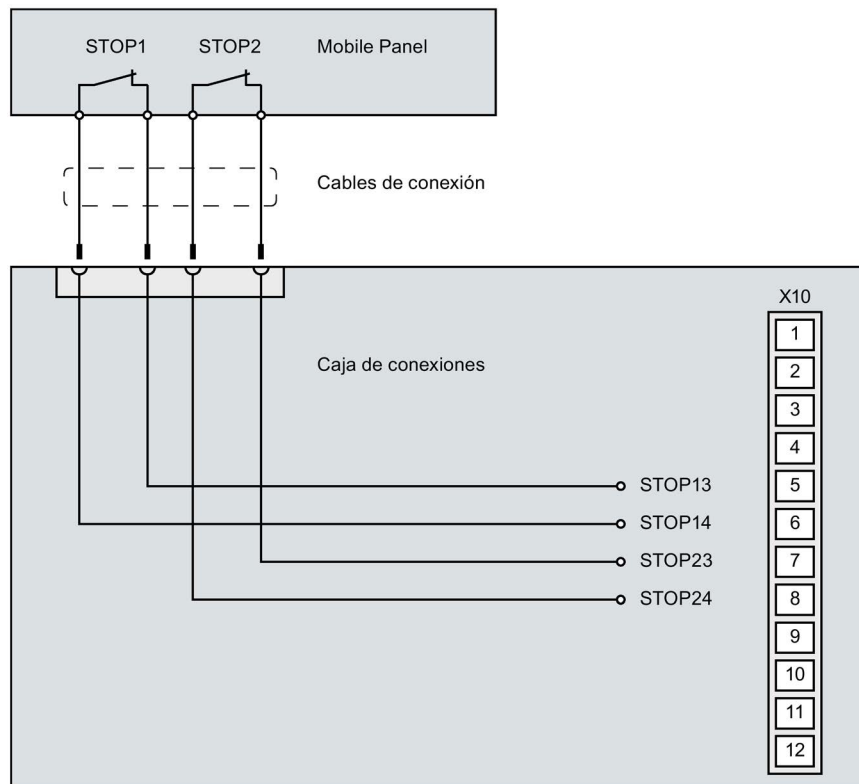 STOP1 STOP2 Mobile Panel
Cables de conexión
X10
1
Caja de conexiones
2
3
4
STOP13 5
STOP14 6
STOP23 7
STOP24 8
9
10
11
12